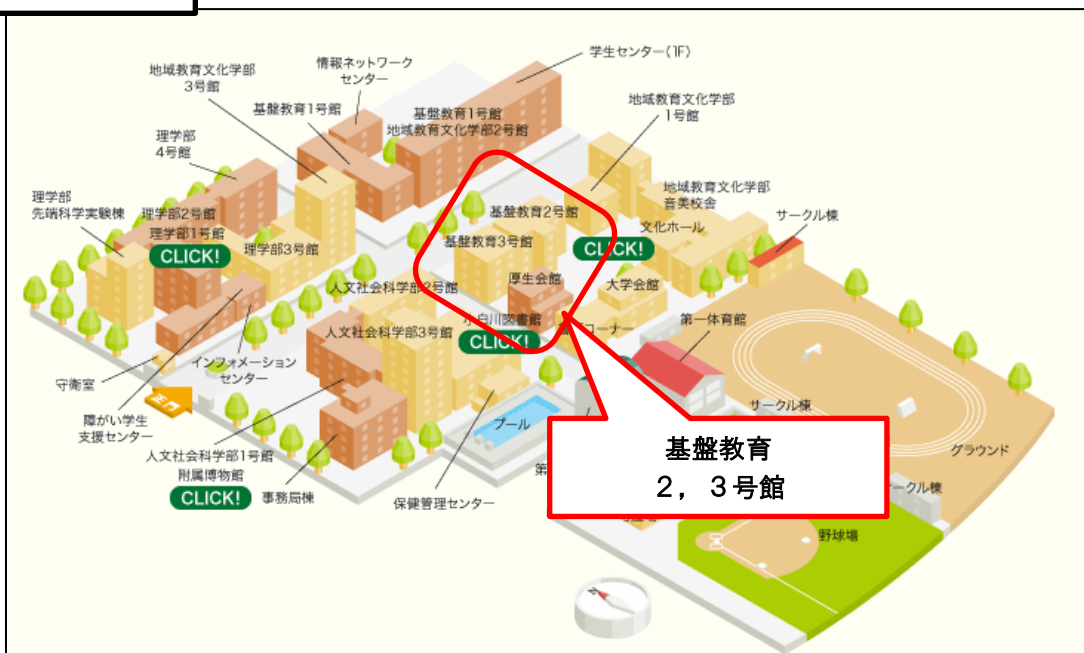 学生センター(1F)
情報ネットワーク
センター
地域教育文化学部
3号館
基盤教育1号館
基盤教育1号館
地域教育文化学部2号館
地域教育文化学部
1号館
理学部
4号館
理学部
先端科学実験棟
理学部2号館
理学部1号館
CLICK!
理学部3号館
基盤教育2号館
基盤教育3号館
地域教育文化学部
音美校舎
文化ホール
CLICK!
サークル棟
人文社会科学部2号館
厚生会館
大学会館
小白川図書館
CLICK!
コーナー
第一体育館
人文社会科学部3号館
インフォメーション
センター
守衛室
正門
障がい学生
支援センター
プール
サークル棟
グラウンド
人文社会科学部1号館
附属博物館
CLICK!
事務局棟
保健管理センター
第
基盤教育
2,3号館
ークル棟
野球場
N